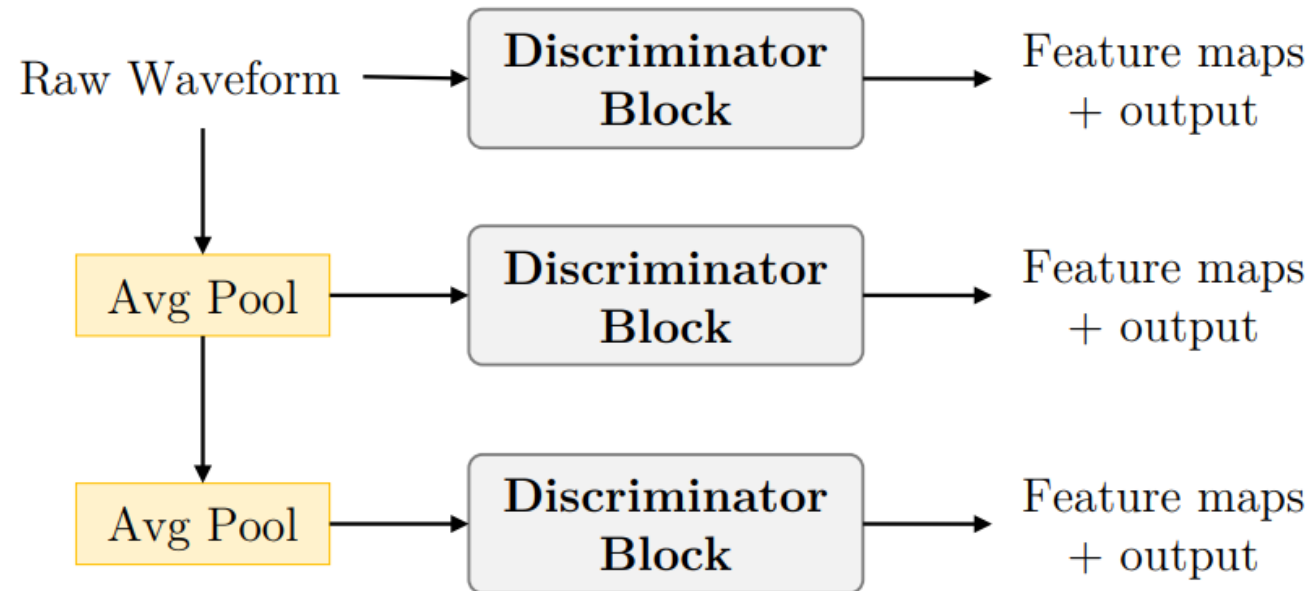 Raw Waveform
Discriminator
Block
Feature maps
+ output
Avg Pool
Discriminator
Block
Feature maps
+ output
Avg Pool
Discriminator
Block
Feature maps
+ output